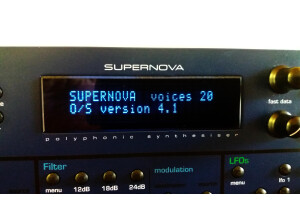 SUPERNOVA
SUPERNOVA voices 20
O/S version 4.1
fast data
polyphonic synthesizer
Filter
modulation
LFOs
menu
12dB
18dB
24dB
menu
lfo 1